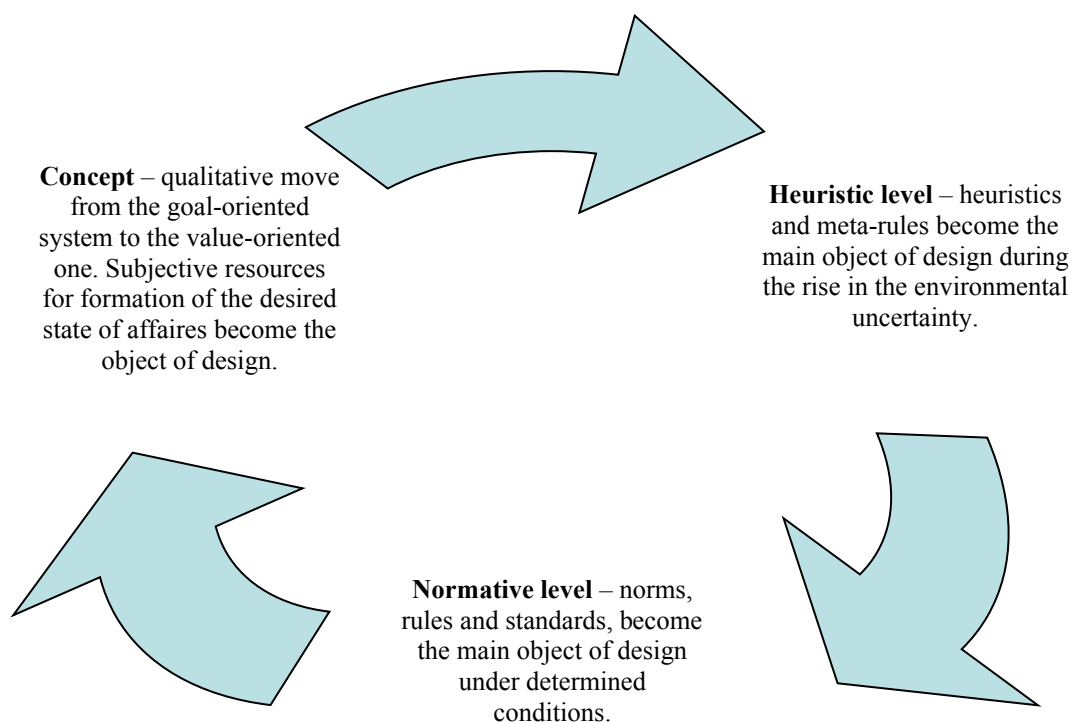 Concept – qualitative move
from the goal-oriented
system to the value-oriented
one. Subjective resources
for formation of the desired
state of affaires become the
object of design.
Heuristic level – heuristics
and meta-rules become the
main object of design during
the rise in the environmental
uncertainty.
Normative level – norms,
rules and standards, become
the main object of design
under determined
conditions.